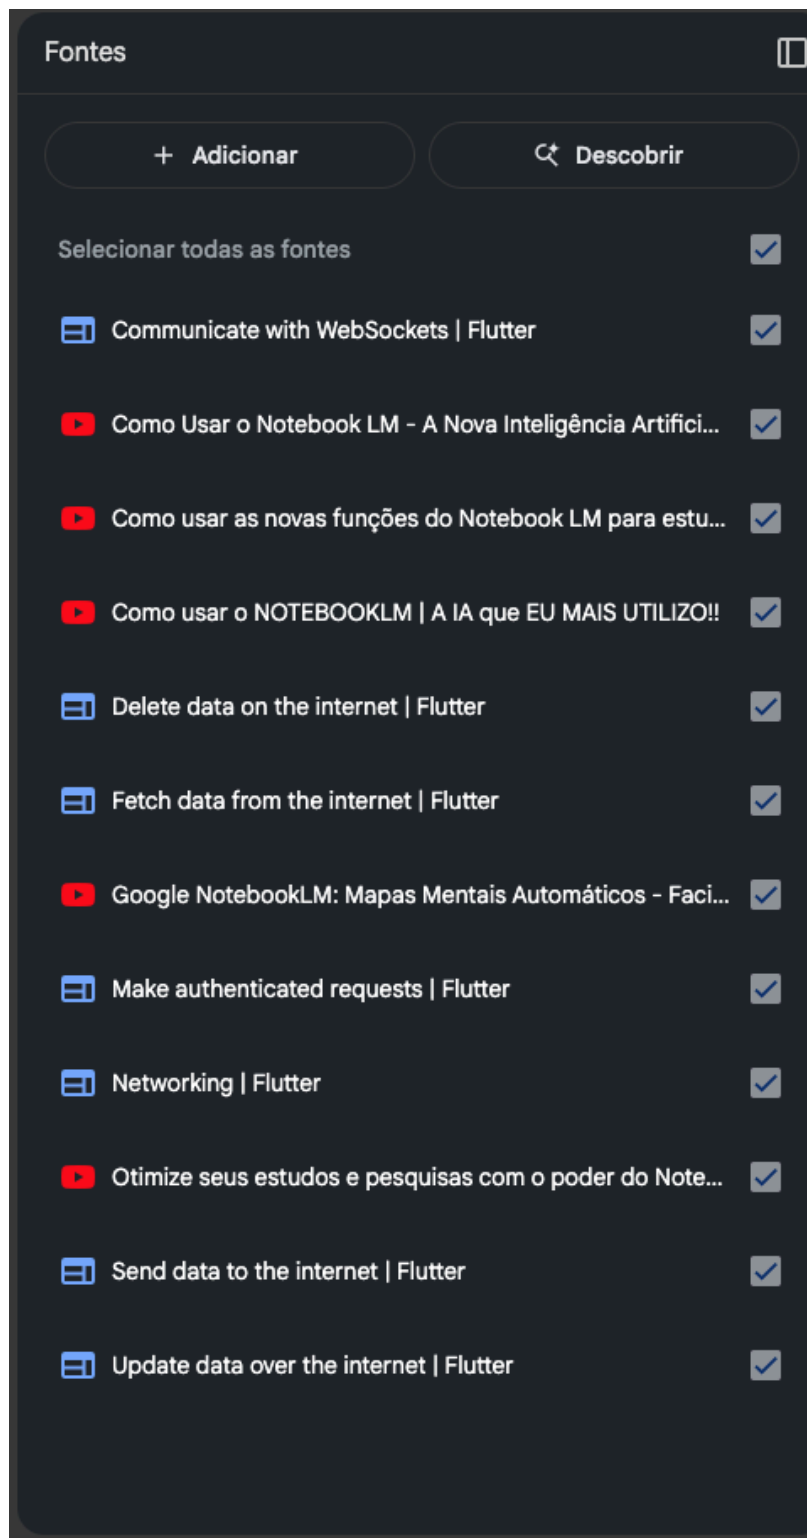 Fontes
+ Adicionar
Descobrir
Selecionar todas as fontes
Communicate with WebSockets | Flutter
Como Usar o Notebook LM - A Nova Inteligência Artifici...
Como usar as novas funções do Notebook LM para estu...
Como usar o NOTEBOOKLM | A IA que EU MAIS UTILIZO!!
Delete data on the internet | Flutter
Fetch data from the internet | Flutter
Google NotebookLM: Mapas Mentais Automáticos - Faci...
Make authenticated requests | Flutter
Networking | Flutter
Otimize seus estudos e pesquisas com o poder do Note...
Send data to the internet | Flutter
Update data over the internet | Flutter